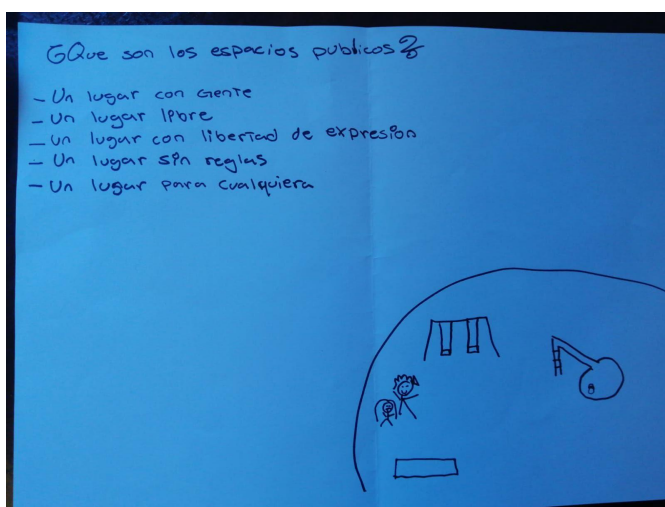 ¿Que son los espacios publicos?
- Un lugar con Gente
- Un lugar libre
- un lugar con libertad de expresión
- Un lugar sin reglas
- Un lugar para cualquiera